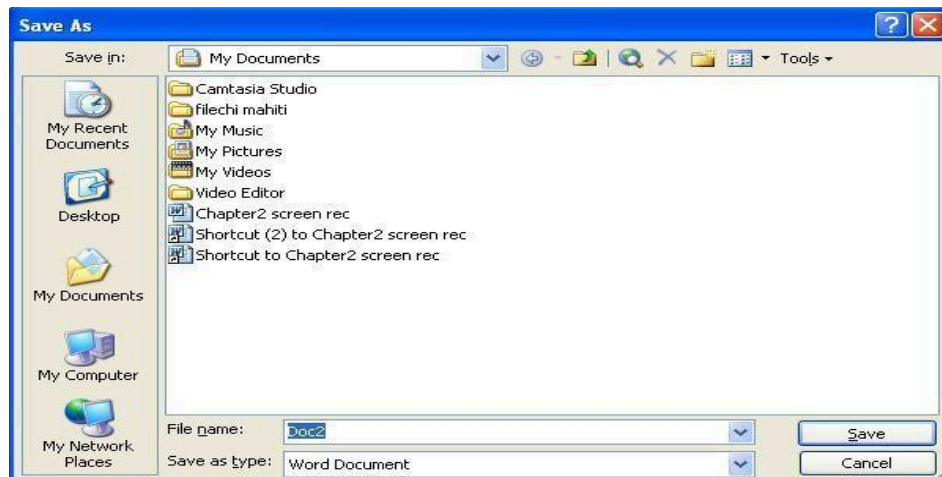 Save As
Save in:
My Documents
Tools
My Recent
Documents
Desktop
My Documents
My Computer
My Network
Places
Camtasia Studio
filechi mahiti
My Music
My Pictures
My Videos
Video Editor
Chapter2 screen rec
Shortcut (2) to Chapter2 screen rec
Shortcut to Chapter2 screen rec
File name:
Doc2
Save
Save as type:
Word Document
Cancel